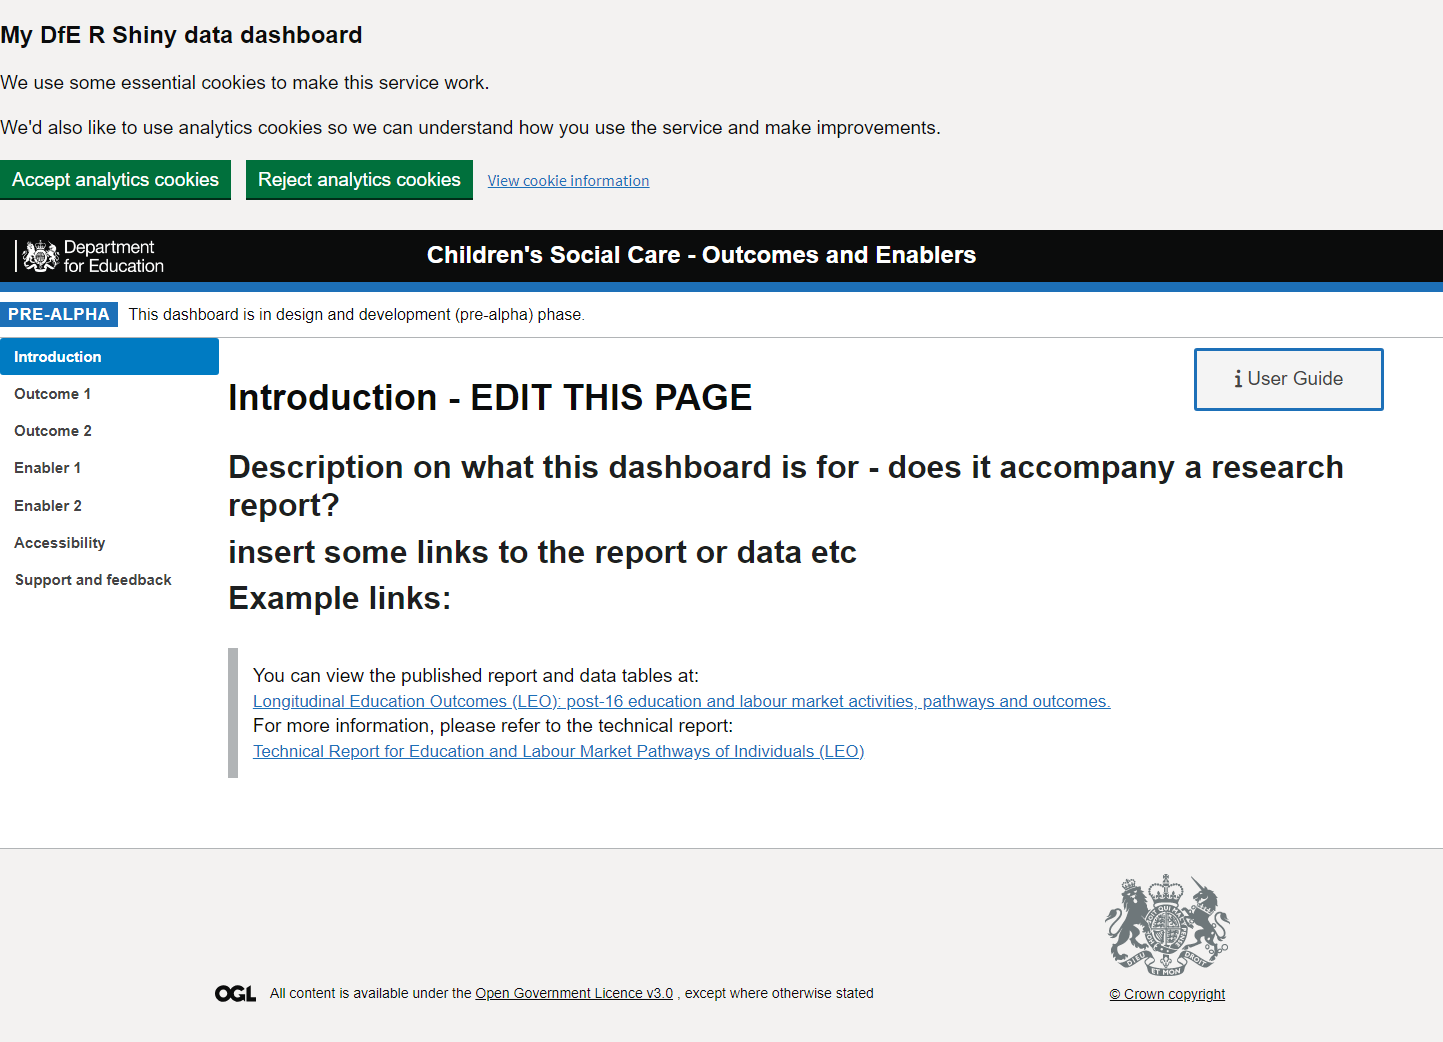 My DfE R Shiny data dashboard
We use some essential cookies to make this service work.
We'd also like to use analytics cookies so we can understand how you use the service and make improvements.
Accept analytics cookies
Reject analytics cookies
View cookie information
Department
for Education
Children's Social Care - Outcomes and Enablers
PRE-ALPHA
This dashboard is in design and development (pre-alpha) phase.
Introduction
Outcome 1
Outcome 2
Enabler 1
Enabler 2
Accessibility
Support and feedback
User Guide
Introduction - EDIT THIS PAGE
Description on what this dashboard is for - does it accompany a research
report?
insert some links to the report or data etc
Example links:
You can view the published report and data tables at:
Longitudinal Education Outcomes (LEO): post-16 education and labour market activities, pathways and outcomes.
For more information, please refer to the technical report:
Technical Report for Education and Labour Market Pathways of Individuals (LEO)
OGL
All content is available under the Open Government Licence v3.0 , except where otherwise stated
DIEU ET MON DROIT
© Crown copyright